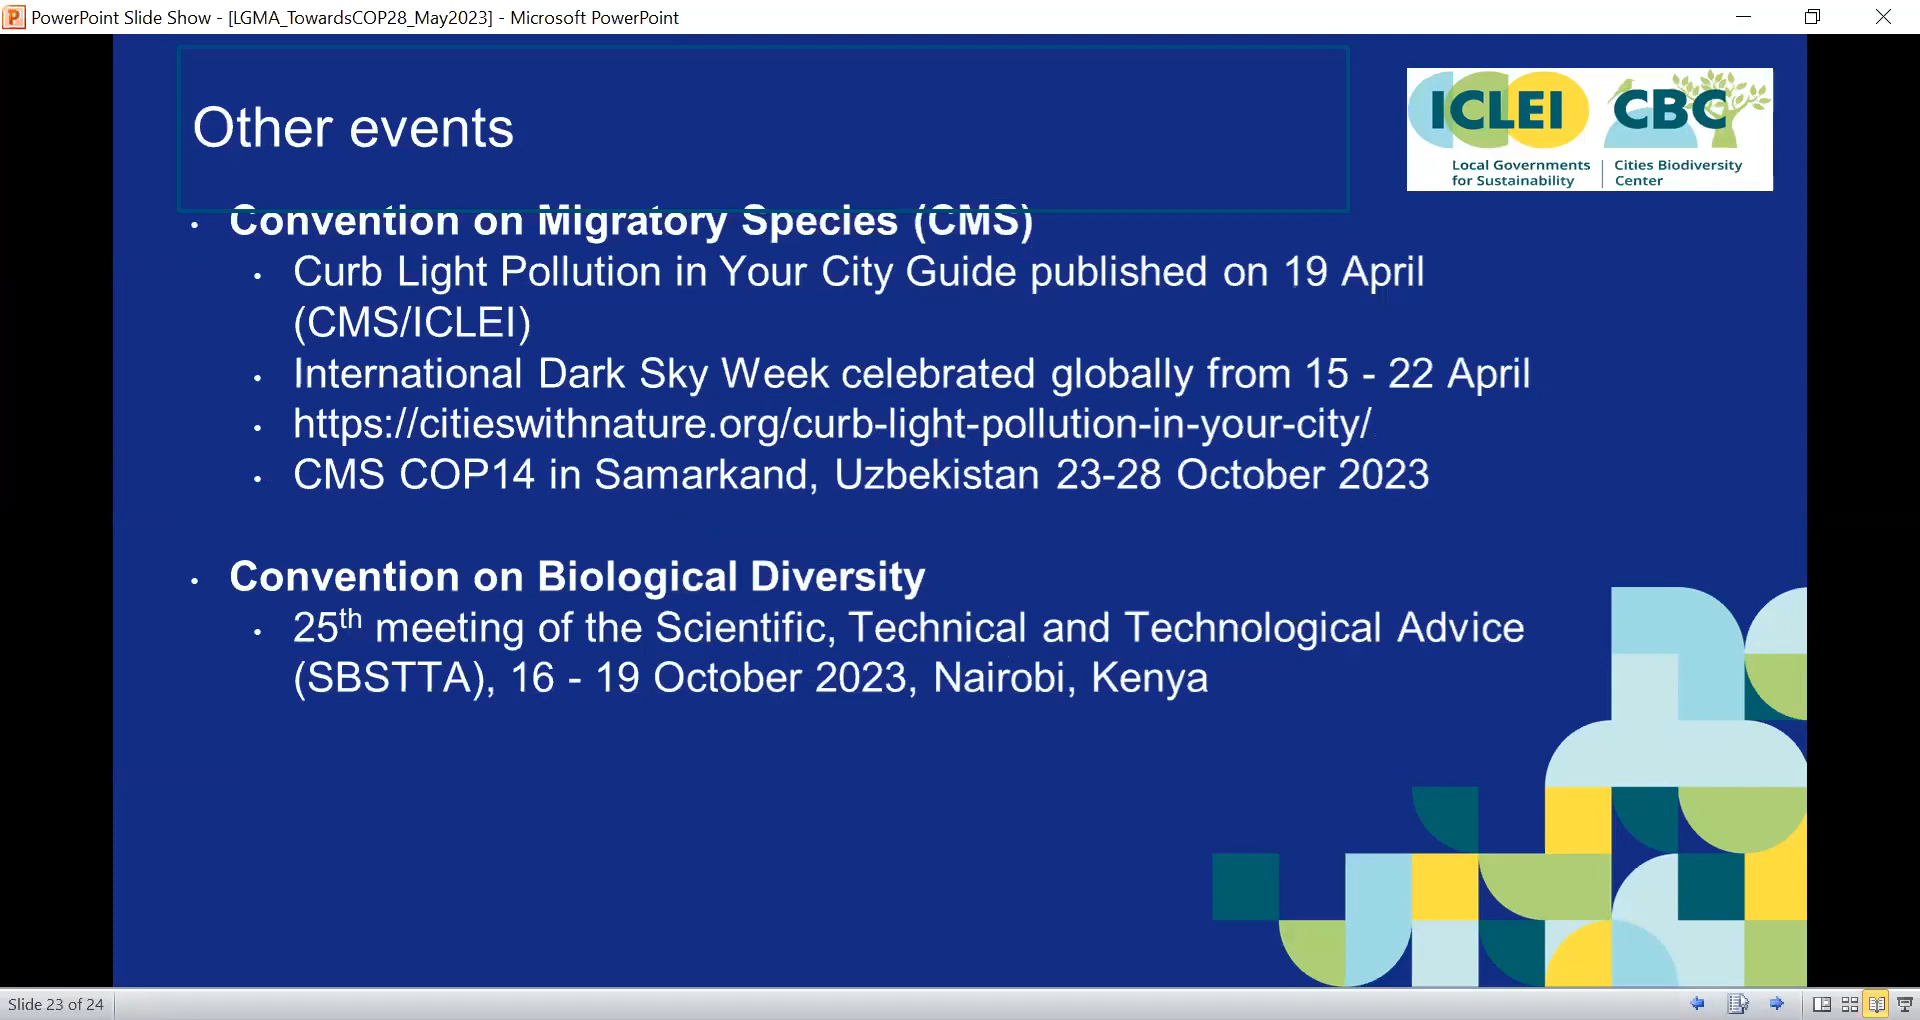 PowerPoint Slide Show - [LGMA_TowardsCOP28_May2023] - Microsoft PowerPoint
Other events
ICLEI CBC
Local Governments for Sustainability
Cities Biodiversity Center
• Convention on Migratory Species (CMS)
• Curb Light Pollution in Your City Guide published on 19 April
(CMS/ICLEI)
• International Dark Sky Week celebrated globally from 15 - 22 April
• https://citieswithnature.org/curb-light-pollution-in-your-city/
• CMS COP14 in Samarkand, Uzbekistan 23-28 October 2023
• Convention on Biological Diversity
• 25th meeting of the Scientific, Technical and Technological Advice
(SBSTTA), 16 - 19 October 2023, Nairobi, Kenya
Slide 23 of 24